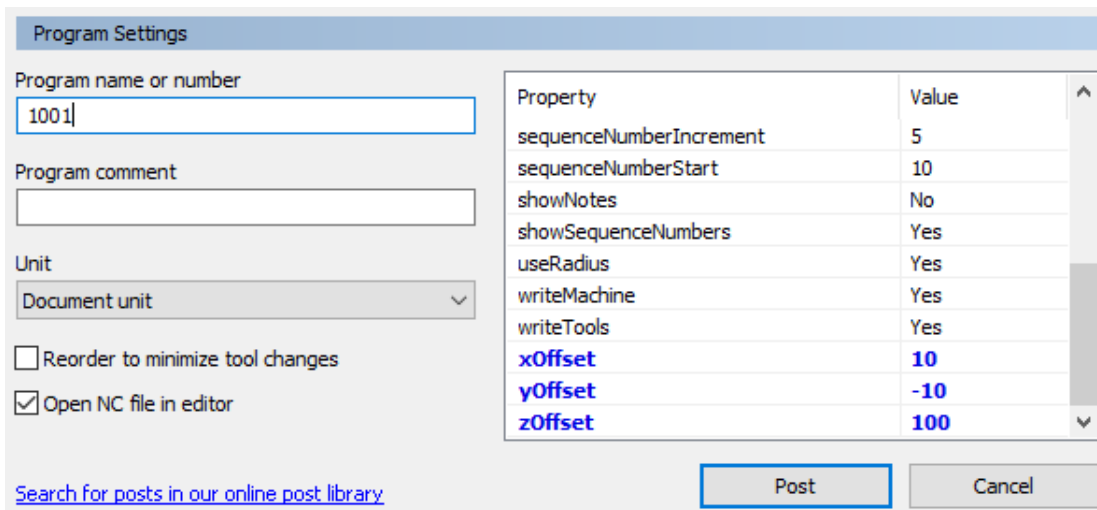 Program Settings
Program name or number
1001
Program comment
Unit
Document unit
Reorder to minimize tool changes
Open NC file in editor
Search for posts in our online post library
Property Value
sequenceNumberIncrement 5
sequenceNumberStart 10
showNotes No
showSequenceNumbers Yes
useRadius Yes
writeMachine Yes
writeTools Yes
xOffset 10
yOffset -10
zOffset 100
Post Cancel